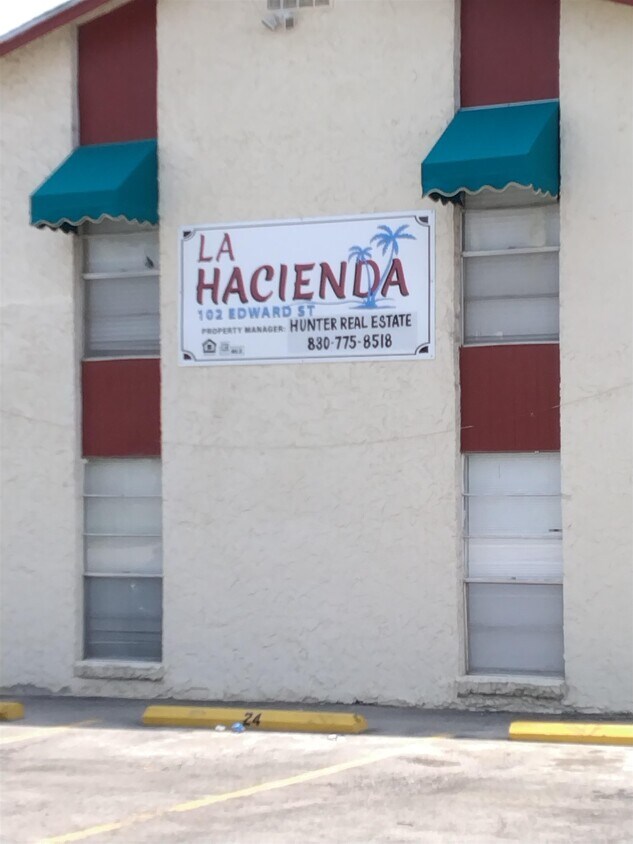 LA
HACIENDA
102 EDWARD ST
PROPERTY MANAGER: HUNTER REAL ESTATE
830-775-8518
24